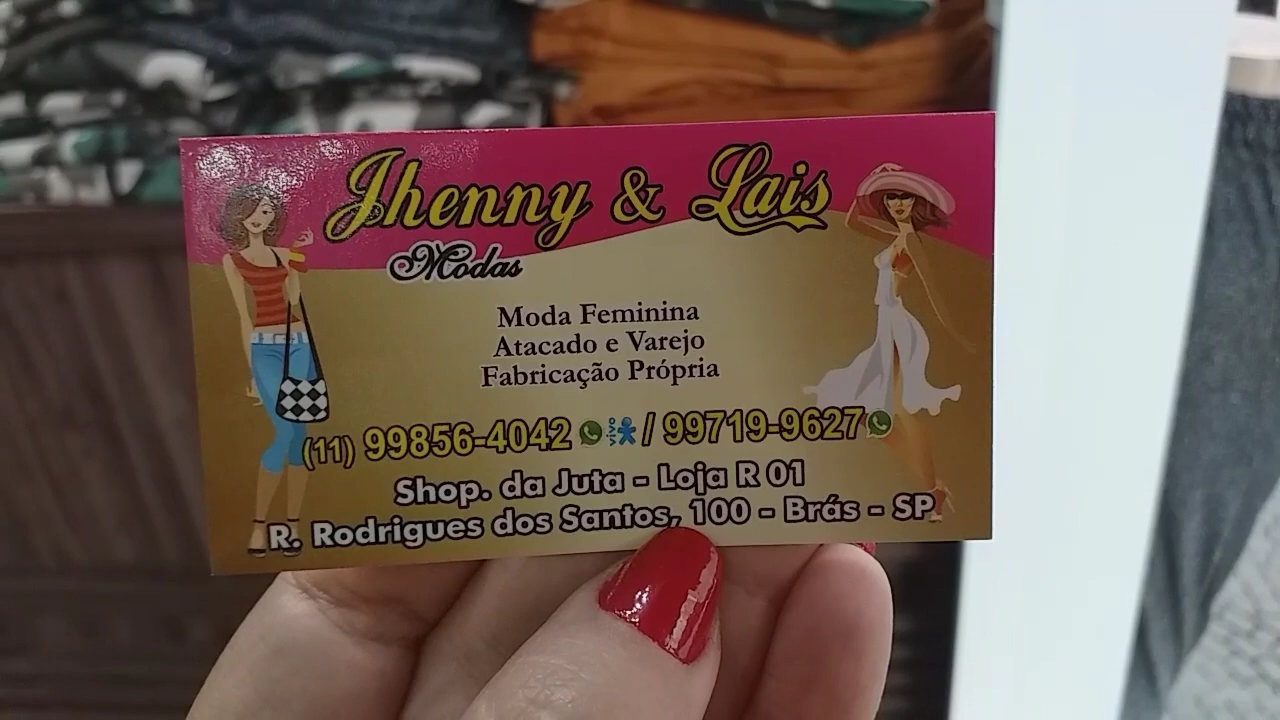 Jhenny & Lais
Modas
Moda Feminina
Atacado e Varejo
Fabricação Própria
(11) 99856-4042 vivo / 99719-9627
Shop. da Juta - Loja R 01
R. Rodrigues dos Santos, 100 - Brás - SP